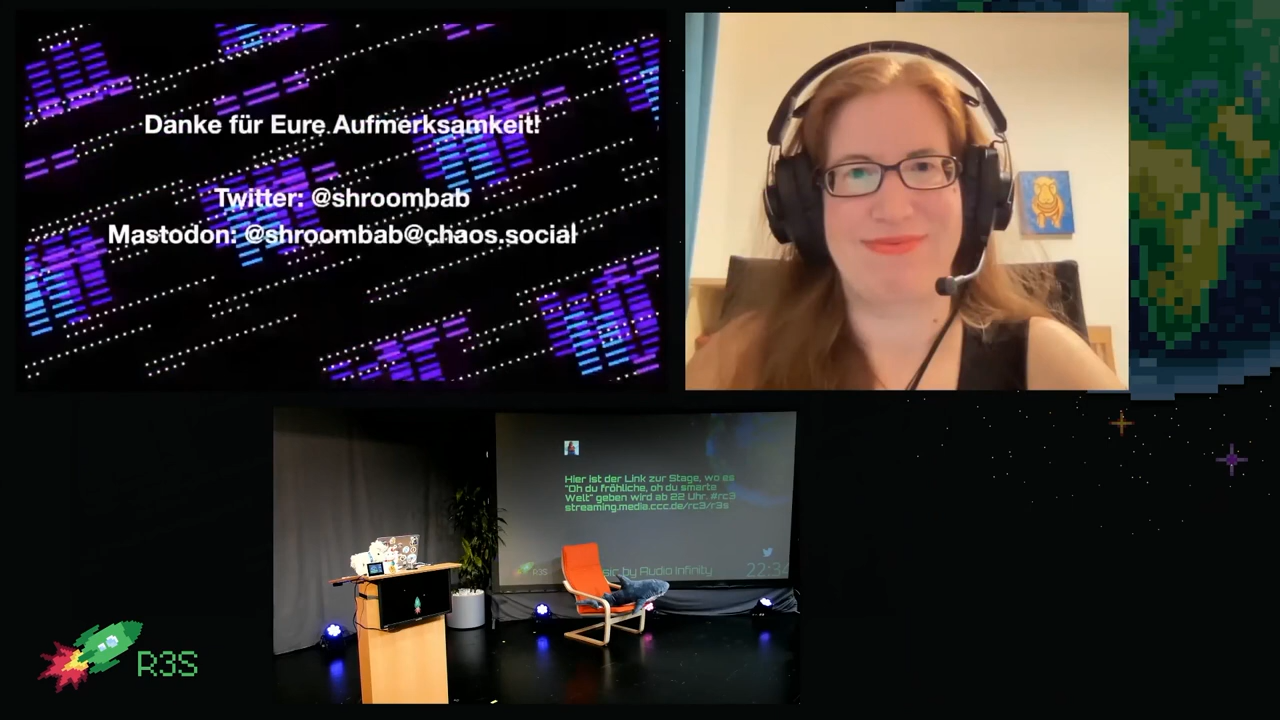 Danke für Eure Aufmerksamkeit!
Twitter: @shroombab
Mastodon: @shroombab@chaos.social
Hier ist der Link zur Stage, wo es
"Oh du fröhliche, oh du smarte
Welt" geben wird ab 22 Uhr. #rc3
streaming.media.ccc.de/rc3/r3s
R3S
by Audio Infinity
R3S